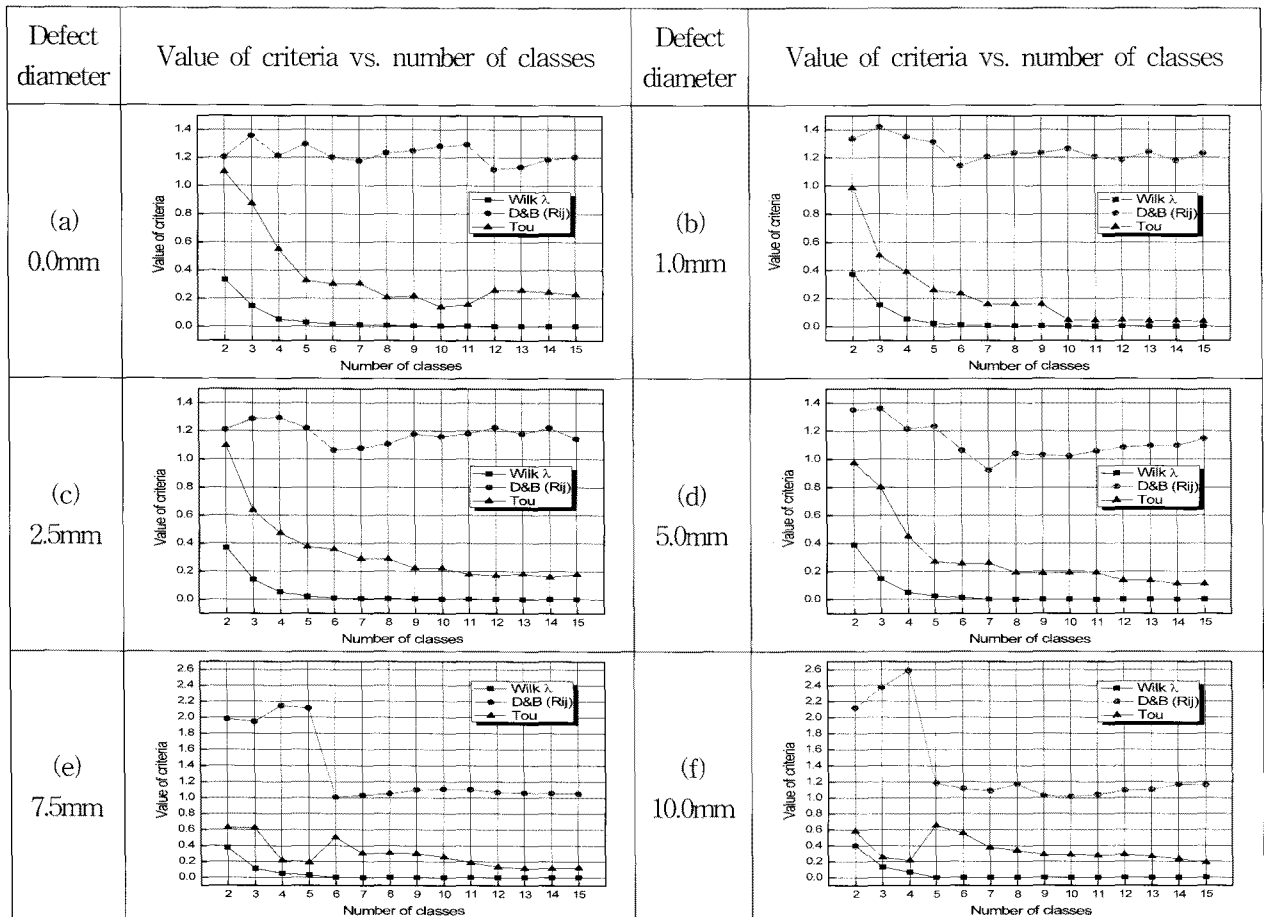 Defect diameter
Value of criteria vs. number of classes
Defect diameter
Value of criteria vs. number of classes
(a)
0.0mm
Value of criteria
1.4
1.2
1.0
0.8
0.6
0.4
0.2
0.0
Wilk λ
D&B (Rij)
Tou
2 3 4 5 6 7 8 9 10 11 12 13 14 15
Number of classes
(b)
1.0mm
Value of criteria
1.4
1.2
1.0
0.8
0.6
0.4
0.2
0.0
Wilk λ
D&B (Rij)
Tou
2 3 4 5 6 7 8 9 10 11 12 13 14 15
Number of classes
(c)
2.5mm
Value of criteria
1.4
1.2
1.0
0.8
0.6
0.4
0.2
0.0
Wilk λ
D&B (Rij)
Tou
2 3 4 5 6 7 8 9 10 11 12 13 14 15
Number of classes
(d)
5.0mm
Value of criteria
1.4
1.2
1.0
0.8
0.6
0.4
0.2
0.0
Wilk λ
D&B (Rij)
Tou
2 3 4 5 6 7 8 9 10 11 12 13 14 15
Number of classes
(e)
7.5mm
Value of criteria
2.6
2.4
2.2
2.0
1.8
1.6
1.4
1.2
1.0
0.8
0.6
0.4
0.2
0.0
Wilk λ
D&B (Rij)
Tou
2 3 4 5 6 7 8 9 10 11 12 13 14 15
Number of classes
(f)
10.0mm
Value of criteria
2.6
2.4
2.2
2.0
1.8
1.6
1.4
1.2
1.0
0.8
0.6
0.4
0.2
0.0
Wilk λ
D&B (Rij)
Tou
2 3 4 5 6 7 8 9 10 11 12 13 14 15
Number of classes